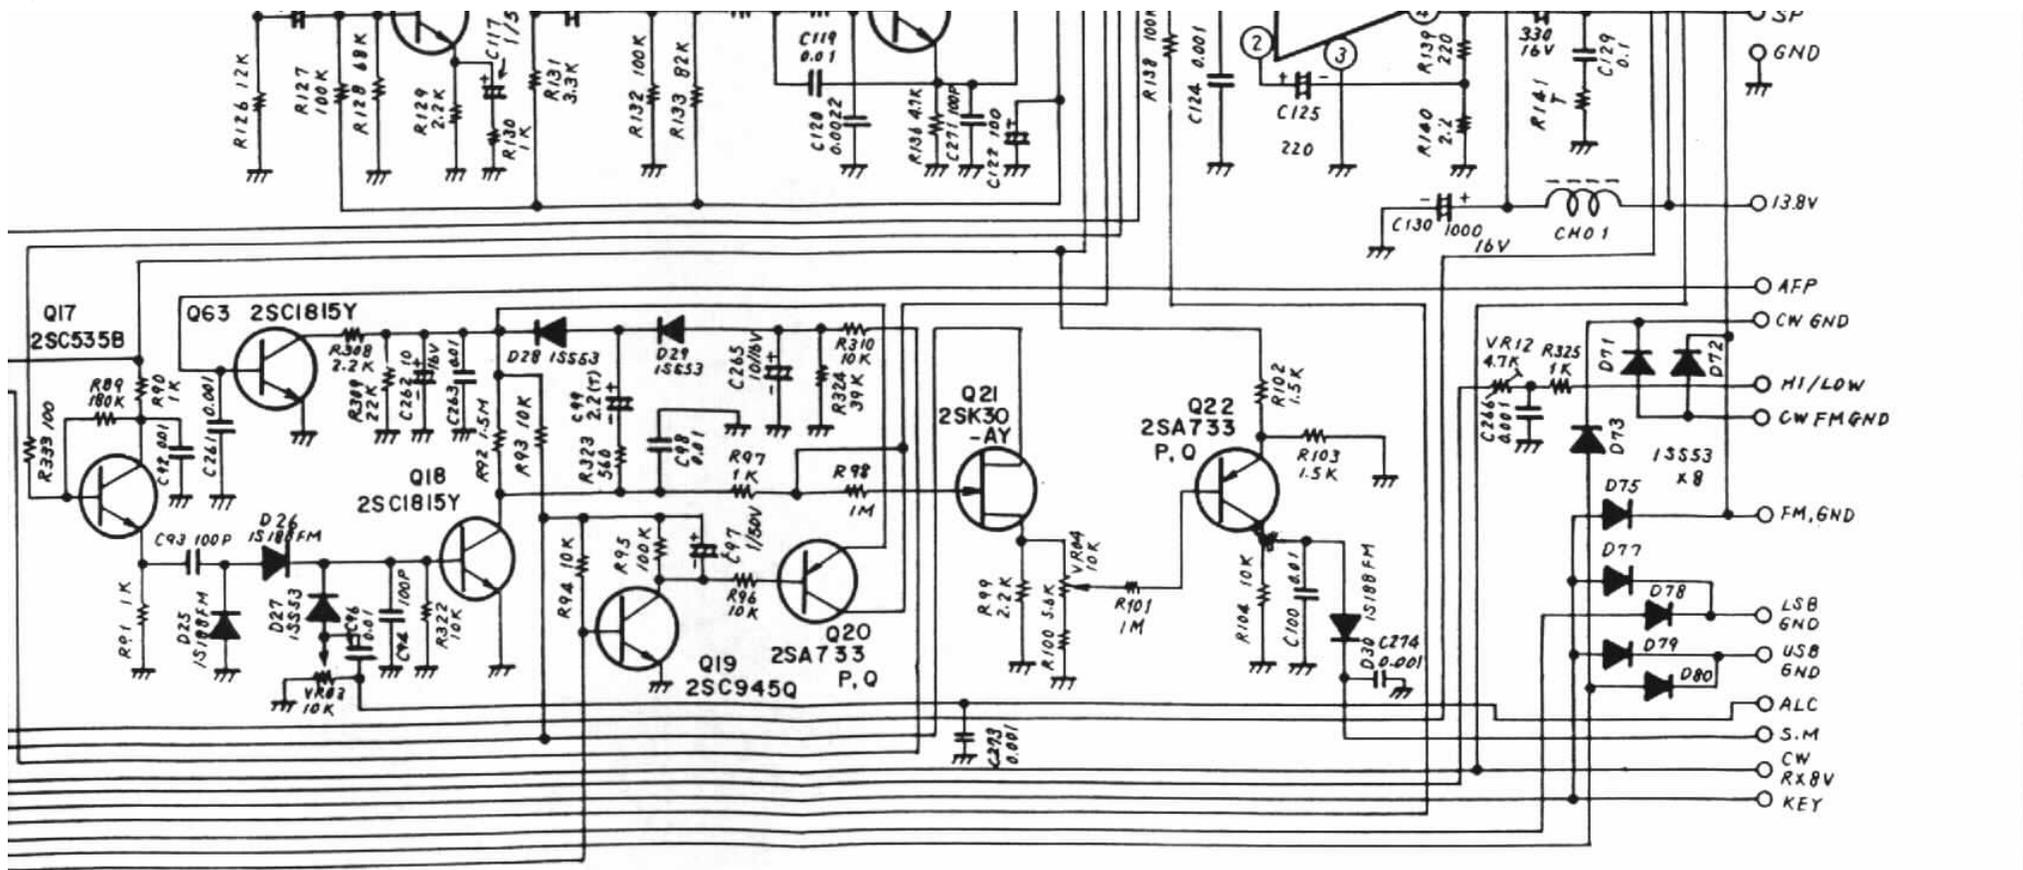 SP
GND
2
3
R126 12K
R127 100K
R128 68K
R129 2.2K
C117 1/5
R130 1K
R131 3.3K
R132 100K
R133 82K
C119 0.01
C120 0.0022
R136 4.7K
C271 100P
C122 100
R138 100K
C124 0.001
+ -
C125
220
R139 220
R140 2.2
330
16V
C129 0.1
R141
- +
C130 1000
16V
CH01
13.8V
AFP
Q17
2SC535B
Q63 2SC1815Y
R308
2.2K
R309 22K
C262 10 16V
C263 0.01
D28 1SS53
D29
1SS53
C265 10/16V
R310
10K
R324 39K
R333 100
R89
180K
R90 1K
C92 0.01
C261 0.001
R92 1.5M
R93 10K
C99 2.2(T)
R323 560
C98 0.01
R97
1K
R98
1M
Q18
2SC1815Y
Q21
2SK30
-AY
Q22
2SA733
P,Q
R102 1.5K
R103
1.5K
CW GND
VR12
4.7K
R325
1K
C266 0.001
D71
D72
HI/LOW
CW FM GND
D73
1SS53
x8
D75
FM,GND
D77
D78
LSB
GND
D79
USB
GND
D80
C93 100P
D26
1S188FM
D25 1S188FM
D27 1SS53
C96 0.01
C94 100P
R322 12K
R91 1K
VR03
10K
R94 10K
R95 100K
C97 1/50V
R96
10K
Q19
2SC945Q
Q20
2SA733
P,Q
R99 2.2K
VR04 10K
R100 5.6K
R101
1M
R104 10K
C100 0.01
D30 1S188FM
C274
0.001
C273 0.001
ALC
S.M
CW
RX8V
KEY